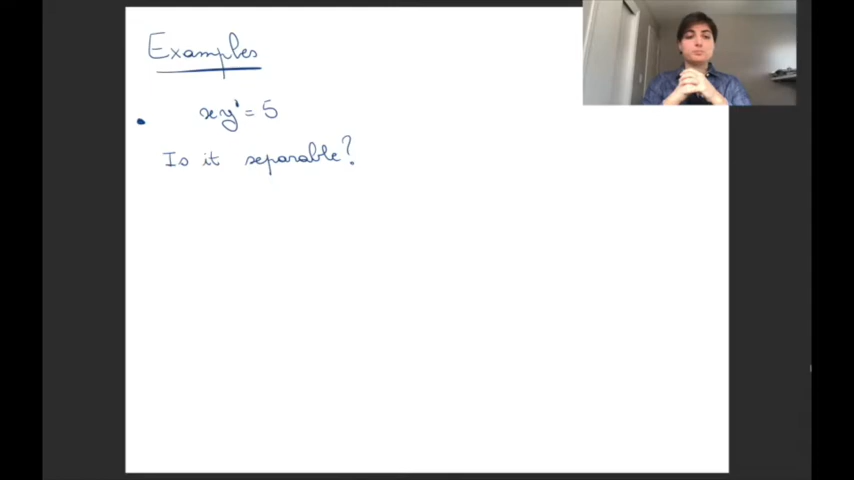 Examples
• xy' = 5
Is it separable?